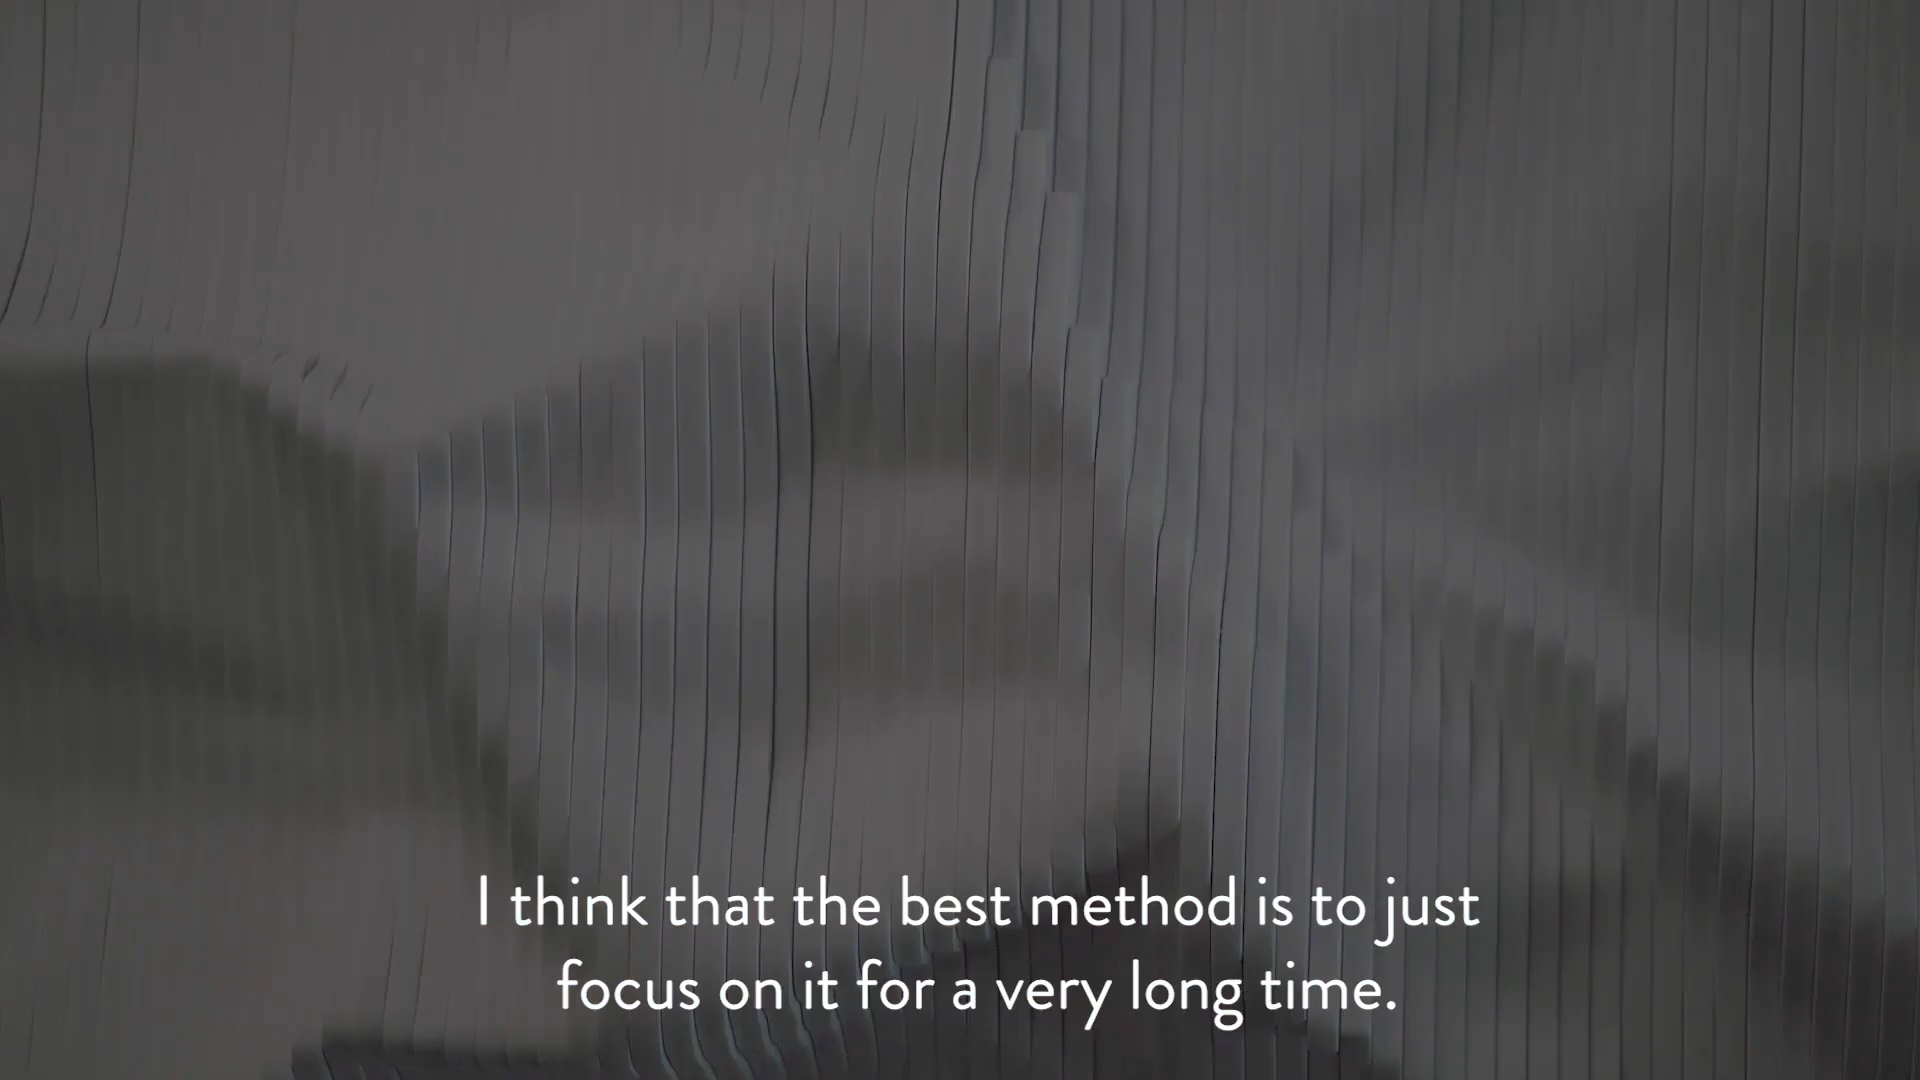 I think that the best method is to just
focus on it for a very long time.